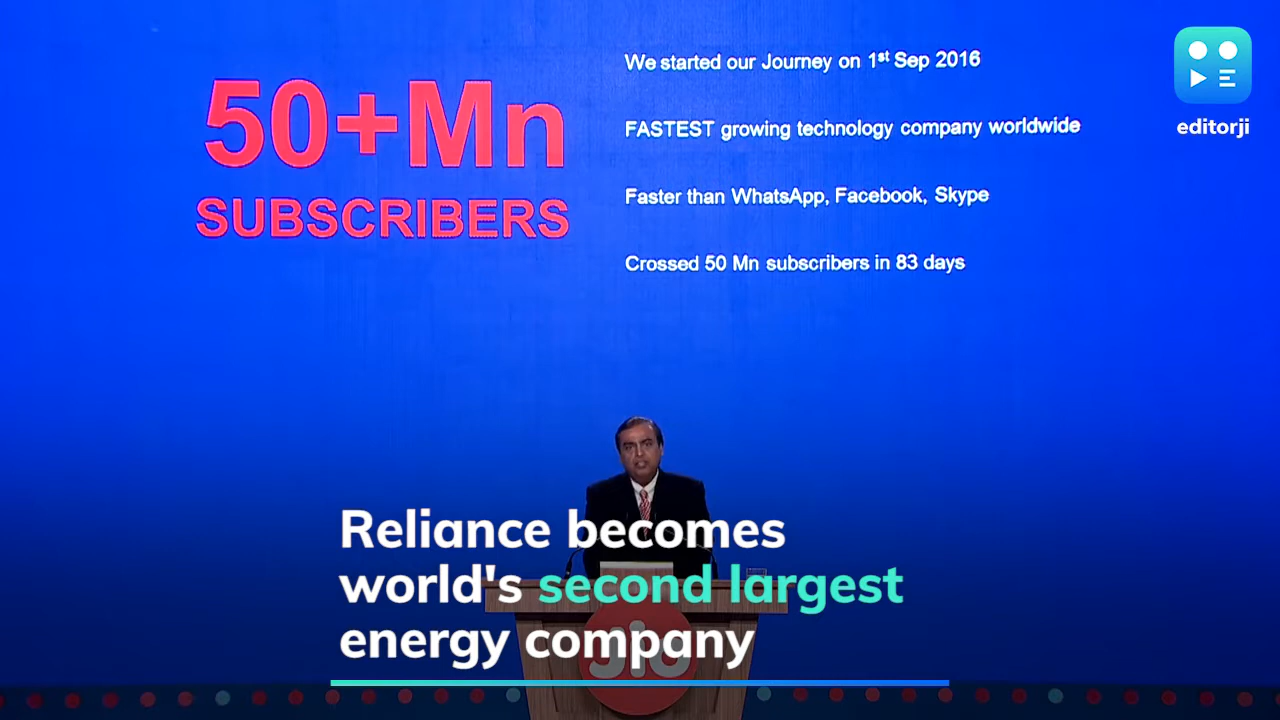 50+Mn
SUBSCRIBERS
We started our Journey on 1st Sep 2016
FASTEST growing technology company worldwide
Faster than WhatsApp, Facebook, Skype
Crossed 50 Mn subscribers in 83 days
editorji
Reliance becomes
world's second largest
energy company
Jio